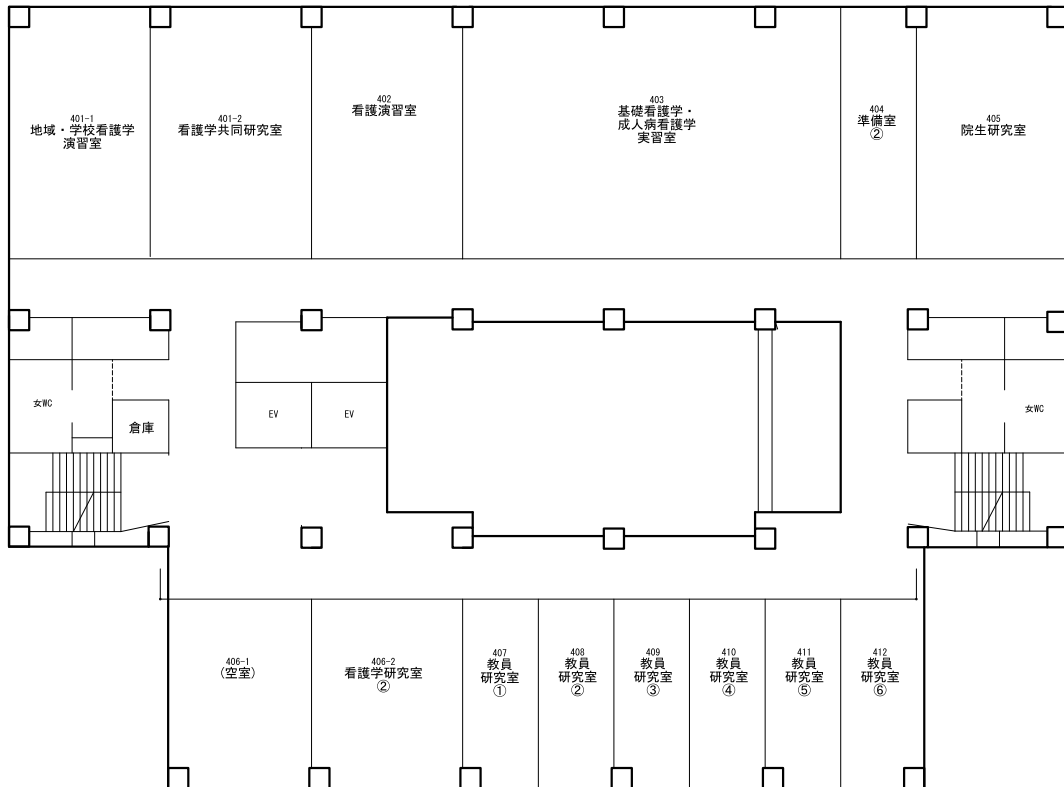 401-1
地域・学校看護学
演習室
401-2
看護学共同研究室
402
看護演習室
403
基礎看護学・
成人病看護学
実習室
404
準備室
②
405
院生研究室
女WC
倉庫
EV
EV
女WC
406-1
(空室)
406-2
看護学研究室
②
407
教員
研究室
①
408
教員
研究室
②
409
教員
研究室
③
410
教員
研究室
④
411
教員
研究室
⑤
412
教員
研究室
⑥